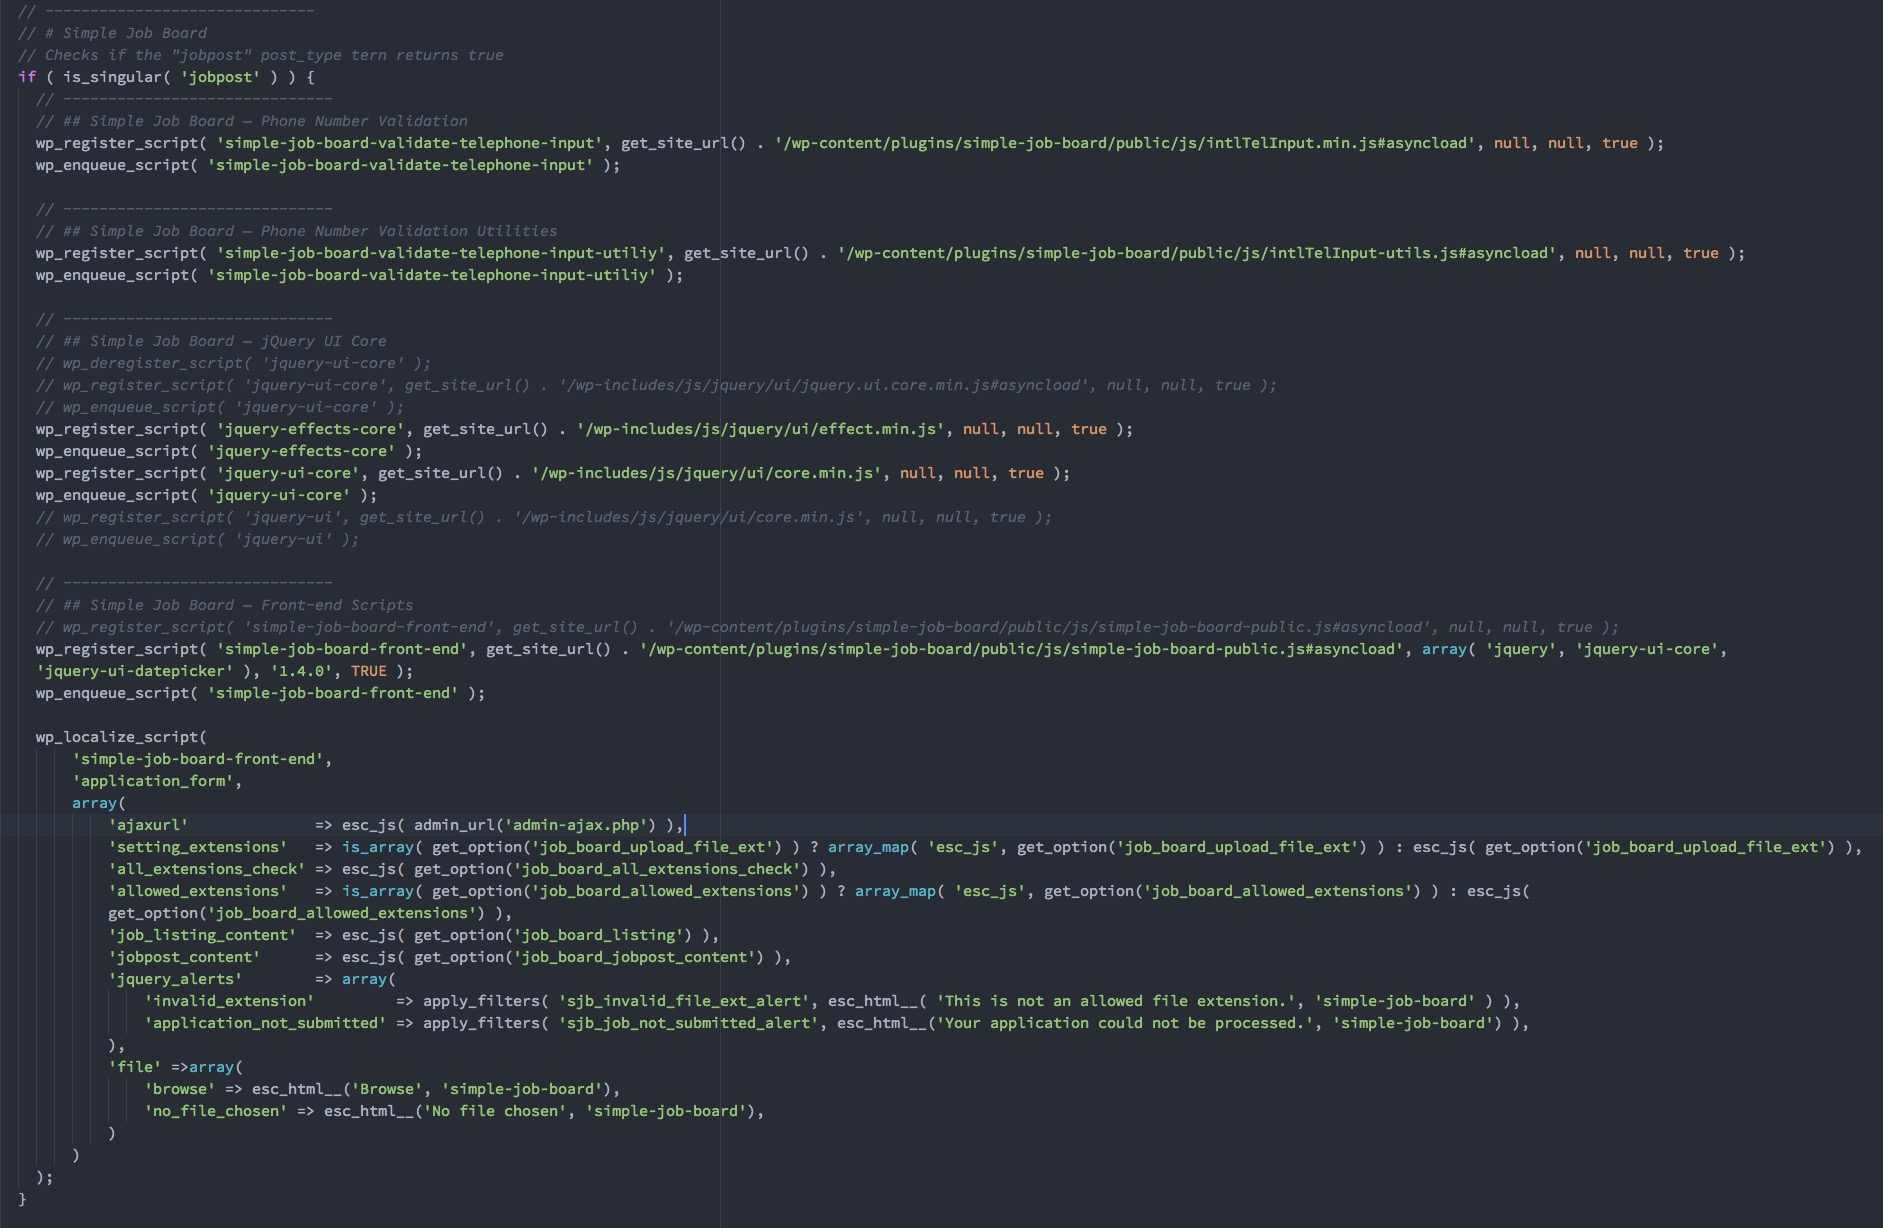 // ------------------------------
// # Simple Job Board
// Checks if the "jobpost" post_type tern returns true
if ( is_singular( 'jobpost' ) ) {
// ------------------------------
// ## Simple Job Board – Phone Number Validation
wp_register_script( 'simple-job-board-validate-telephone-input', get_site_url() . '/wp-content/plugins/simple-job-board/public/js/intlTelInput.min.js#asyncload', null, null, true );
wp_enqueue_script( 'simple-job-board-validate-telephone-input' );
// ------------------------------
// ## Simple Job Board – Phone Number Validation Utilities
wp_register_script( 'simple-job-board-validate-telephone-input-utiliy', get_site_url() . '/wp-content/plugins/simple-job-board/public/js/intlTelInput-utils.js#asyncload', null, null, true );
wp_enqueue_script( 'simple-job-board-validate-telephone-input-utiliy' );
// ------------------------------
// ## Simple Job Board – jQuery UI Core
// wp_deregister_script( 'jquery-ui-core' );
// wp_register_script( 'jquery-ui-core', get_site_url() . '/wp-includes/js/jquery/ui/jquery.ui.core.min.js#asyncload', null, null, true );
// wp_enqueue_script( 'jquery-ui-core' );
wp_register_script( 'jquery-effects-core', get_site_url() . '/wp-includes/js/jquery/ui/effect.min.js', null, null, true );
wp_enqueue_script( 'jquery-effects-core' );
wp_register_script( 'jquery-ui-core', get_site_url() . '/wp-includes/js/jquery/ui/core.min.js', null, null, true );
wp_enqueue_script( 'jquery-ui-core' );
// wp_register_script( 'jquery-ui', get_site_url() . '/wp-includes/js/jquery/ui/core.min.js', null, null, true );
// wp_enqueue_script( 'jquery-ui' );
// ------------------------------
// ## Simple Job Board – Front-end Scripts
// wp_register_script( 'simple-job-board-front-end', get_site_url() . '/wp-content/plugins/simple-job-board/public/js/simple-job-board-public.js#asyncload', null, null, true );
wp_register_script( 'simple-job-board-front-end', get_site_url() . '/wp-content/plugins/simple-job-board/public/js/simple-job-board-public.js#asyncload', array( 'jquery', 'jquery-ui-core',
'jquery-ui-datepicker' ), '1.4.0', TRUE );
wp_enqueue_script( 'simple-job-board-front-end' );
wp_localize_script(
'simple-job-board-front-end',
'application_form',
array(
'ajaxurl' => esc_js( admin_url('admin-ajax.php') ),
'setting_extensions' => is_array( get_option('job_board_upload_file_ext') ) ? array_map( 'esc_js', get_option('job_board_upload_file_ext') ) : esc_js( get_option('job_board_upload_file_ext') ),
'all_extensions_check' => esc_js( get_option('job_board_all_extensions_check') ),
'allowed_extensions' => is_array( get_option('job_board_allowed_extensions') ) ? array_map( 'esc_js', get_option('job_board_allowed_extensions') ) : esc_js(
get_option('job_board_allowed_extensions') ),
'job_listing_content' => esc_js( get_option('job_board_listing') ),
'jobpost_content' => esc_js( get_option('job_board_jobpost_content') ),
'jquery_alerts' => array(
'invalid_extension' => apply_filters( 'sjb_invalid_file_ext_alert', esc_html__( 'This is not an allowed file extension.', 'simple-job-board' ) ),
'application_not_submitted' => apply_filters( 'sjb_job_not_submitted_alert', esc_html__('Your application could not be processed.', 'simple-job-board') ),
),
'file' =>array(
'browse' => esc_html__('Browse', 'simple-job-board'),
'no_file_chosen' => esc_html__('No file chosen', 'simple-job-board'),
)
)
);
}